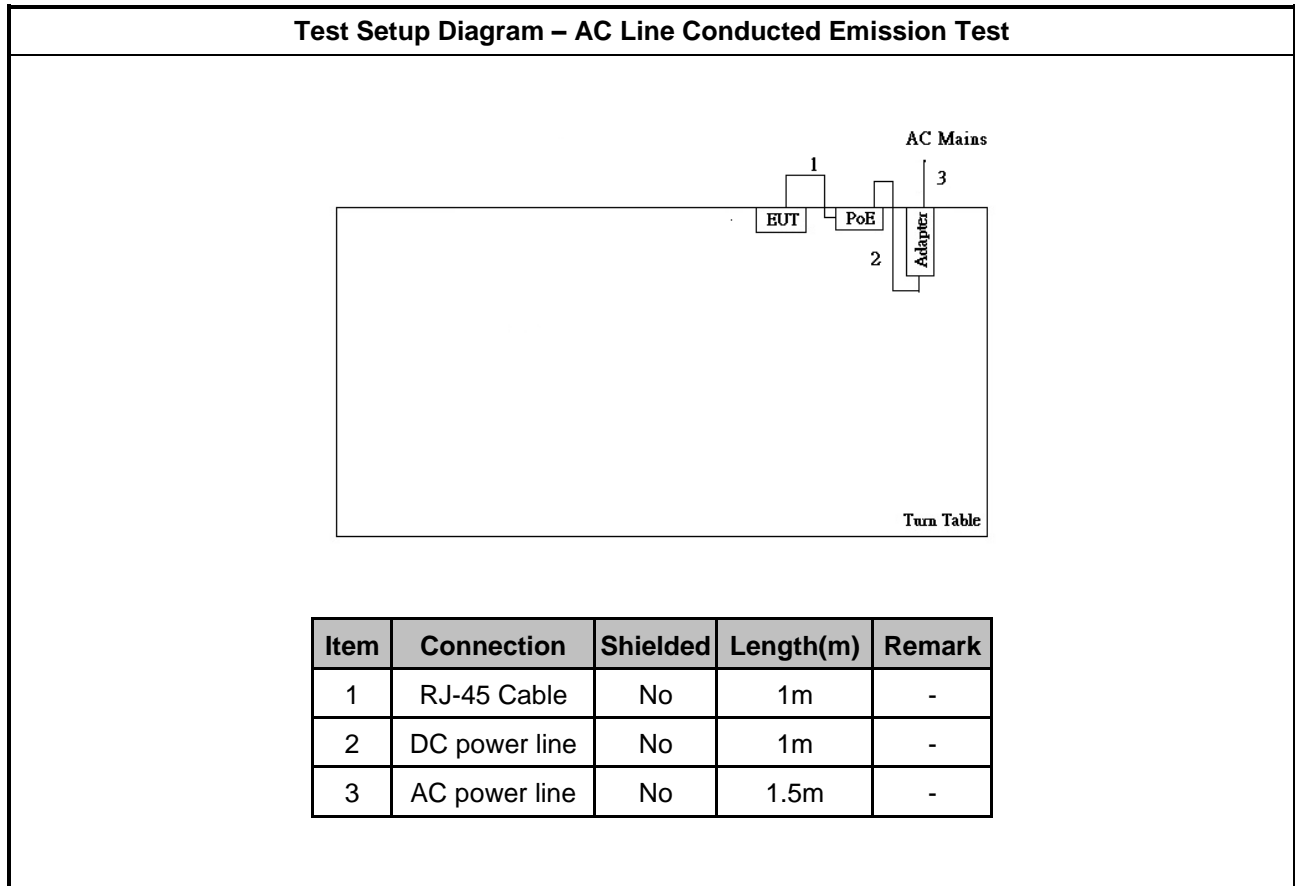 Test Setup Diagram – AC Line Conducted Emission Test
AC Mains
1
3
EUT
PoE
Adapter
2
Turn Table
Item Connection Shielded Length(m) Remark
1 RJ-45 Cable No 1m -
2 DC power line No 1m -
3 AC power line No 1.5m -